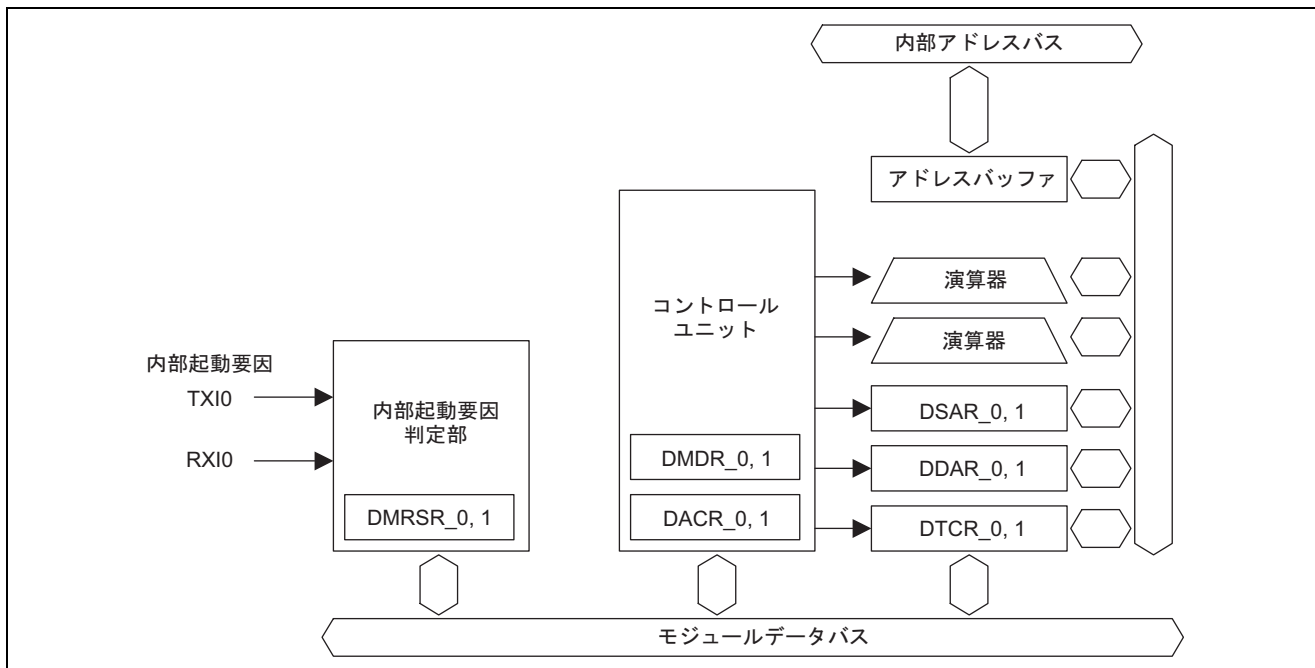 内部アドレスバス
アドレスバッファ
コントロール
ユニット
演算器
演算器
内部起動要因
TXI0
RXI0
内部起動要因
判定部
DMRSR_0, 1
DMDR_0, 1
DACR_0, 1
DSAR_0, 1
DDAR_0, 1
DTCR_0, 1
モジュールデータバス